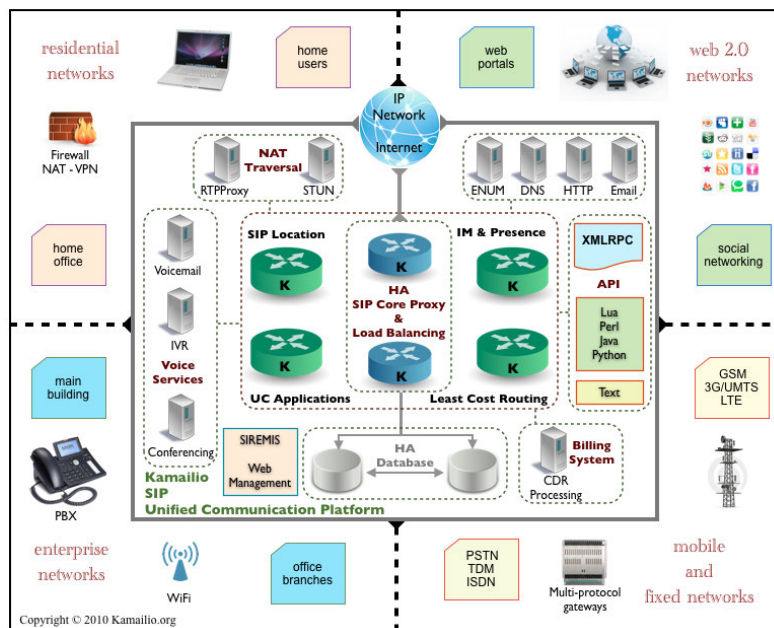 residential
networks
home
users
web
portals
web 2.0
networks
IP
Network
Internet
Firewall
NAT - VPN
NAT
Traversal
RTPProxy
STUN
ENUM
DNS
HTTP
Email
home
office
Voicemail
IVR
Voice
Services
Conferencing
SIP Location
K
K
HA
SIP Core Proxy
&
Load Balancing
K
IM & Presence
K
XMLRPC
API
Lua
Perl
Java
Python
Text
social
networking
main
building
K
UC Applications
K
Least Cost Routing
GSM
3G/UMTS
LTE
SIREMIS
Web
Management
HA
Database
Billing
System
CDR
Processing
Kamailio
SIP
Unified Communication Platform
PBX
enterprise
networks
WiFi
office
branches
PSTN
TDM
ISDN
Multi-protocol
gateways
mobile
and
fixed networks
Copyright © 2010 Kamailio.org